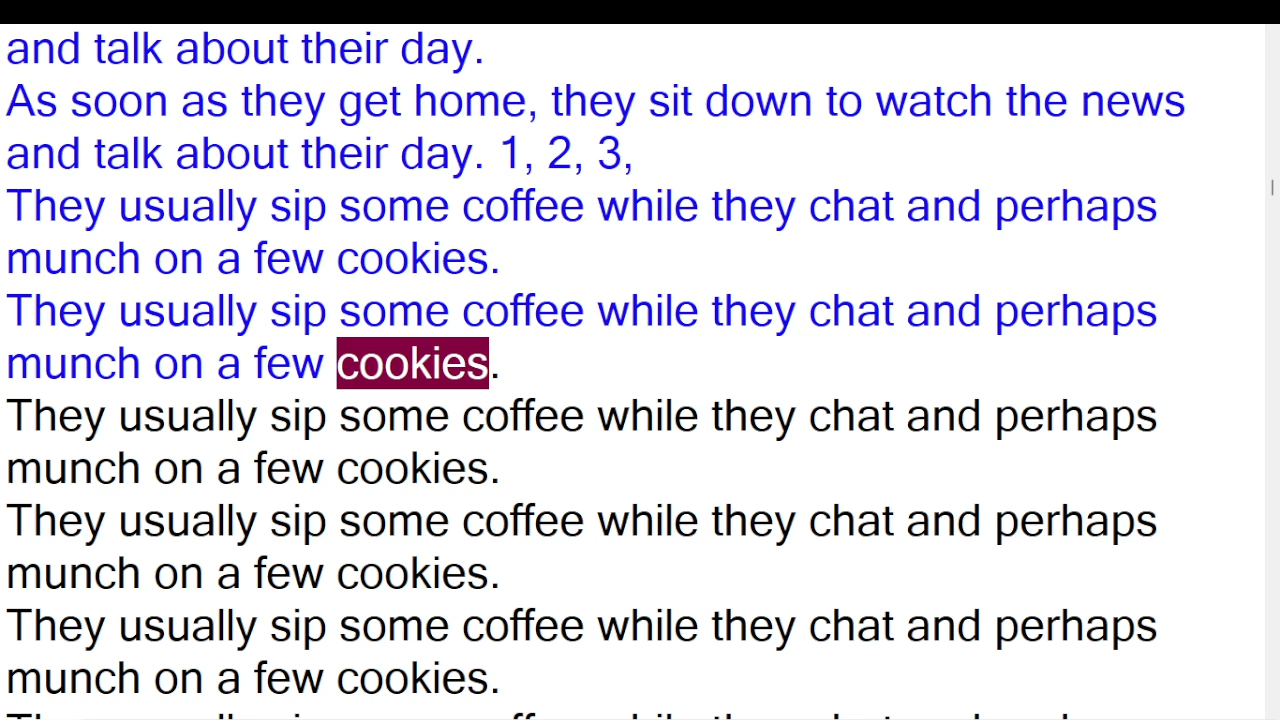 and talk about their day.
As soon as they get home, they sit down to watch the news
and talk about their day. 1, 2, 3,
They usually sip some coffee while they chat and perhaps
munch on a few cookies.
They usually sip some coffee while they chat and perhaps
munch on a few cookies.
They usually sip some coffee while they chat and perhaps
munch on a few cookies.
They usually sip some coffee while they chat and perhaps
munch on a few cookies.
They usually sip some coffee while they chat and perhaps
munch on a few cookies.